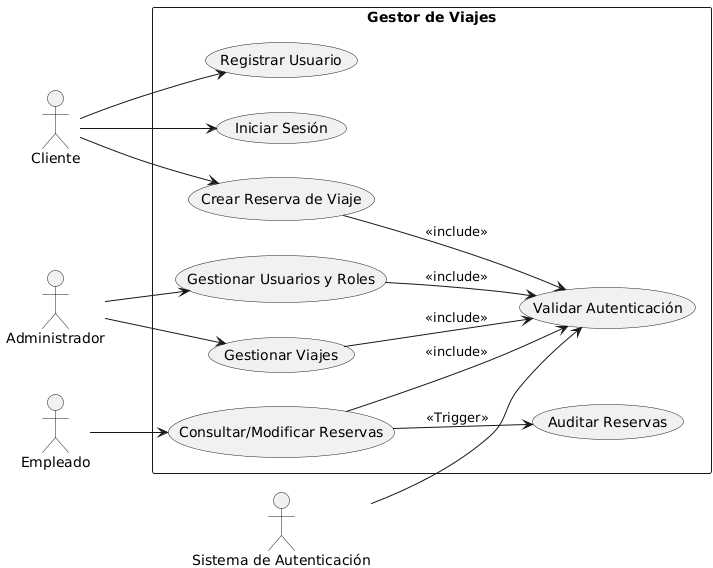 Gestor de Viajes
Registrar Usuario
Iniciar Sesión
Cliente
Crear Reserva de Viaje
«include»
Gestionar Usuarios y Roles
«include»
Validar Autenticación
Administrador
«include»
Gestionar Viajes
«include»
Consultar/Modificar Reservas
«Trigger»
Auditar Reservas
Empleado
Sistema de Autenticación